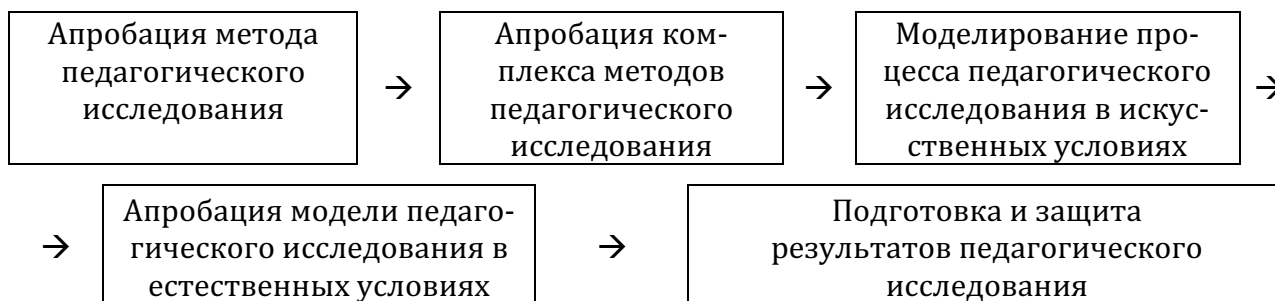 Апробация метода
педагогического
исследования
→
Апробация ком-
плекса методов
педагогического
исследования
→
Моделирование про-
цесса педагогического
исследования в искус-
ственных условиях
→
→
Апробация модели педаго-
гического исследования в
естественных условиях
→
Подготовка и защита
результатов педагогического
исследования